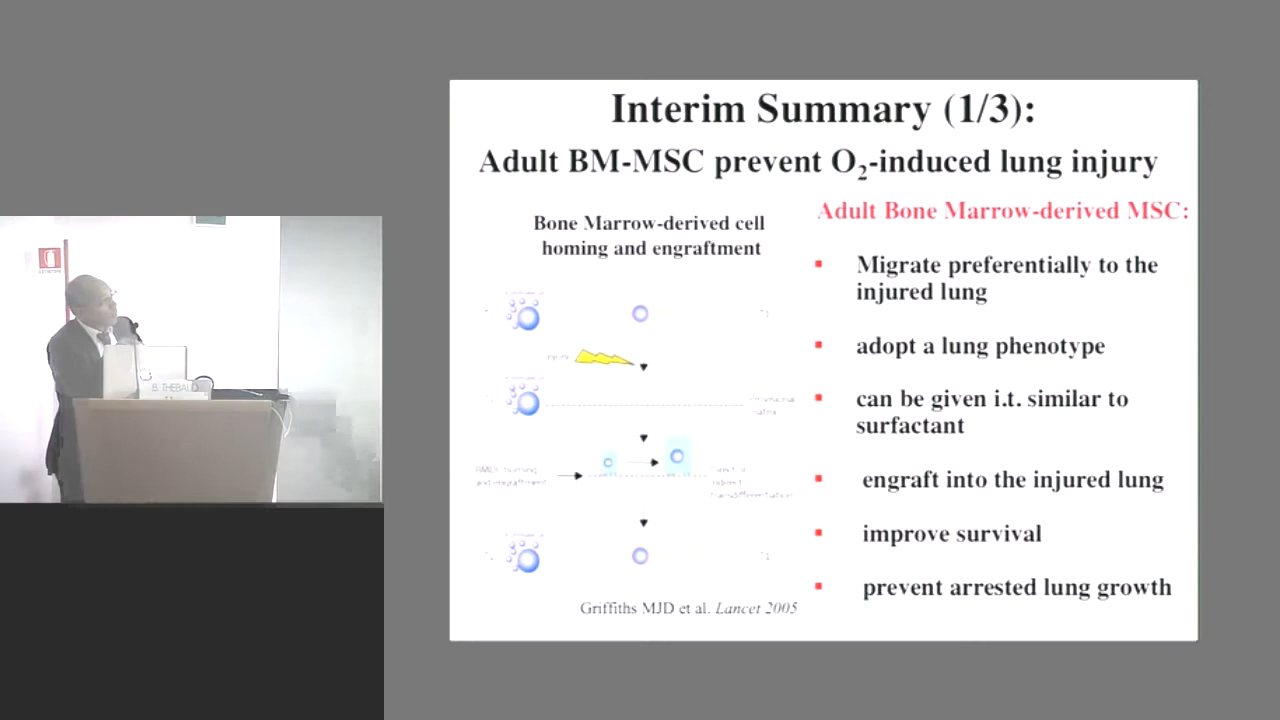 Interim Summary (1/3):
Adult BM-MSC prevent O₂-induced lung injury
Bone Marrow-derived cell
homing and engraftment
Griffiths MJD et al. Lancet 2005
Adult Bone Marrow-derived MSC:
Migrate preferentially to the
injured lung
adopt a lung phenotype
can be given i.t. similar to
surfactant
engraft into the injured lung
improve survival
prevent arrested lung growth
B. THEBAUD